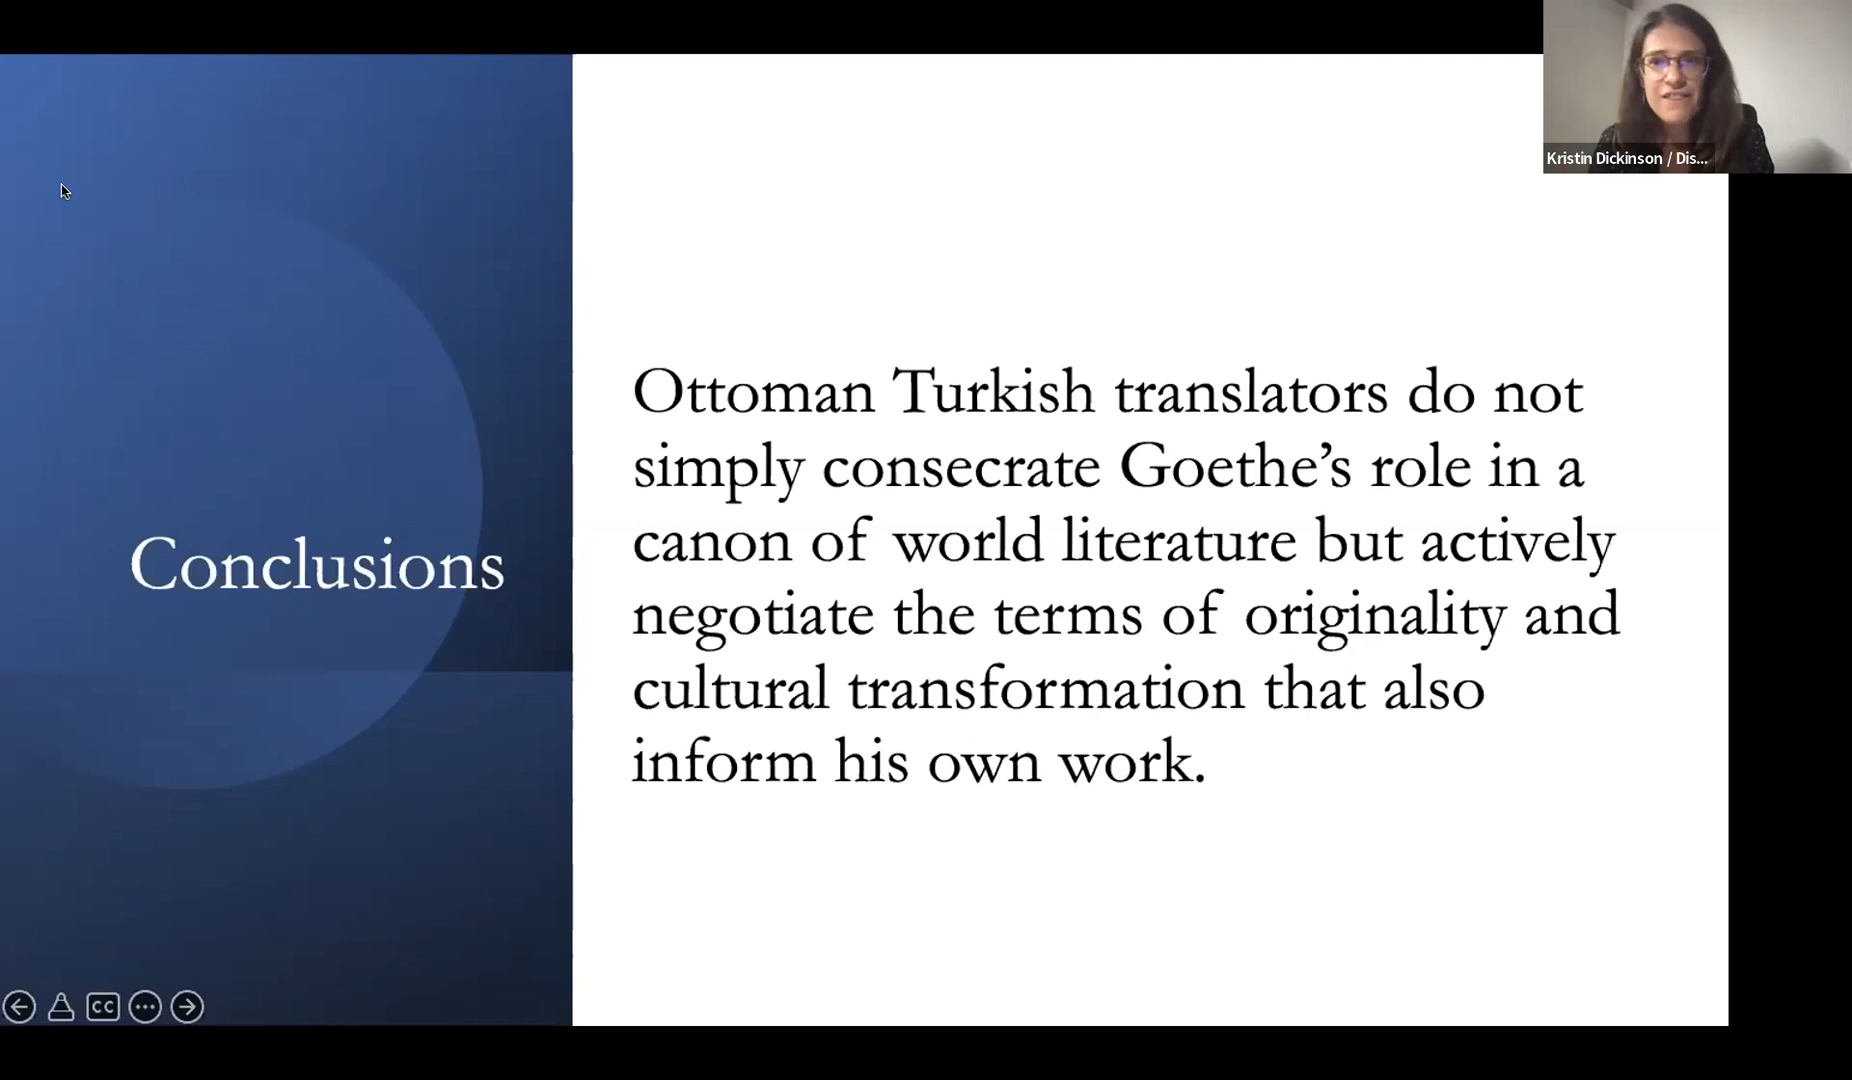 Kristin Dickinson / Dis...
Conclusions
Ottoman Turkish translators do not
simply consecrate Goethe’s role in a
canon of world literature but actively
negotiate the terms of originality and
cultural transformation that also
inform his own work.
CC